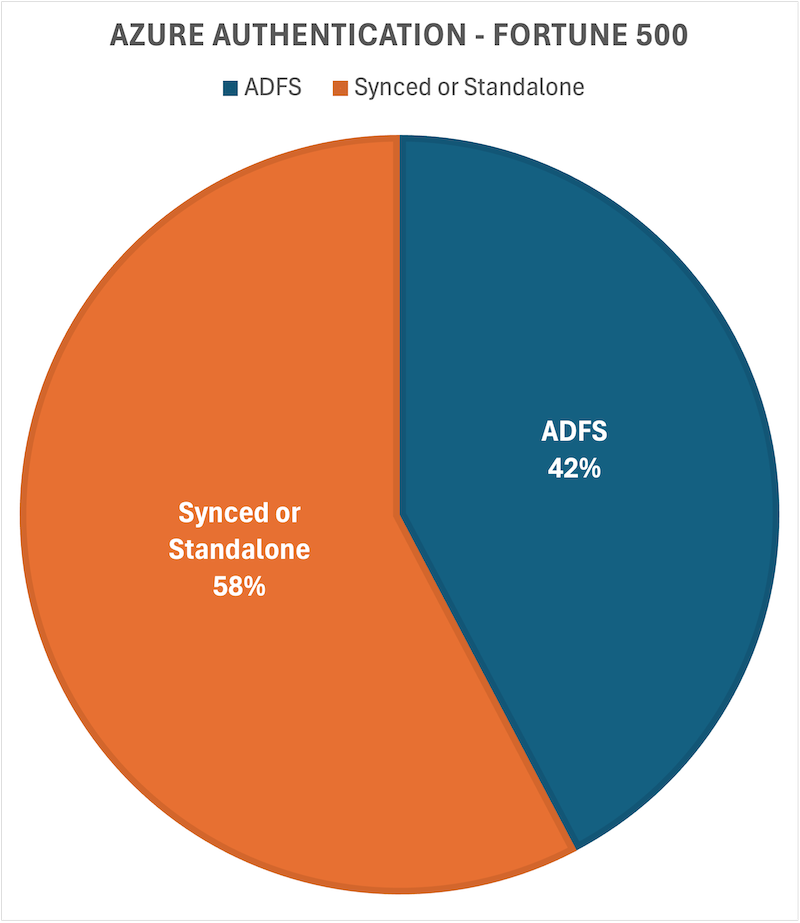 AZURE AUTHENTICATION - FORTUNE 500
ADFS Synced or Standalone
ADFS
42%
Synced or
Standalone
58%